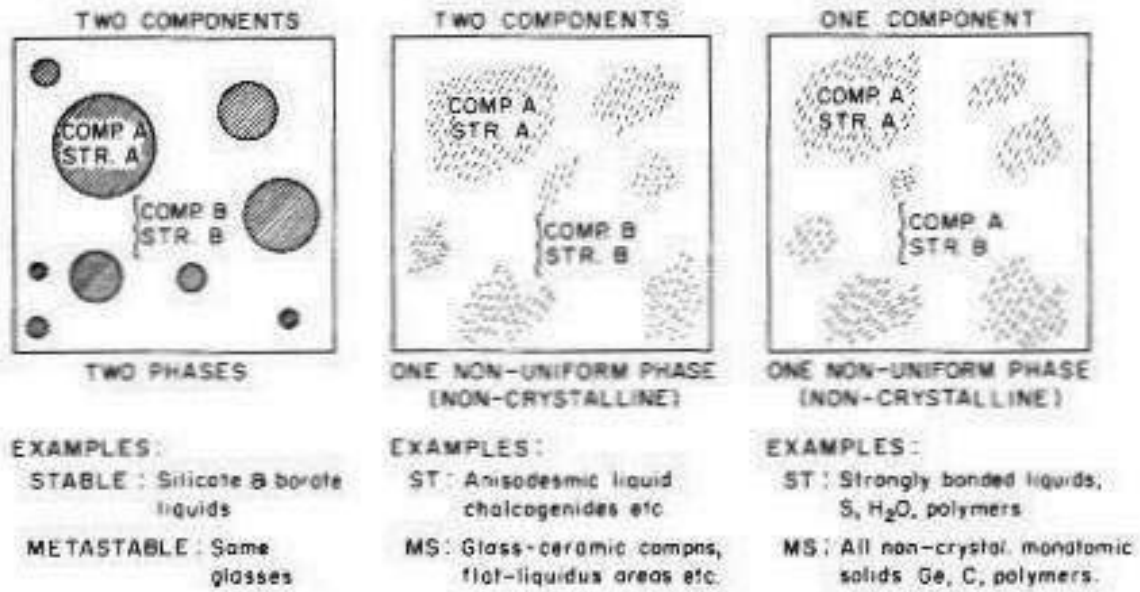 TWO COMPONENTS
COMP. A
STR. A
COMP. B
STR. B
TWO PHASES
EXAMPLES:
STABLE: Silicate & borate
liquids
METASTABLE: Same
glasses
TWO COMPONENTS
COMP. A
STR. A
COMP. B
STR. B
ONE NON-UNIFORM PHASE
(NON-CRYSTALLINE)
EXAMPLES:
ST: Anisodesmic liquid
chalcogenides etc
MS: Glass-ceramic compns,
flat-liquidus areas etc.
ONE COMPONENT
COMP. A
STR. A
COMP. A
STR. B
ONE NON-UNIFORM PHASE
(NON-CRYSTALLINE)
EXAMPLES:
ST: Strongly bonded liquids,
S, H₂O, polymers
MS: All non-crystal. monatomic
solids Ge, C, polymers.